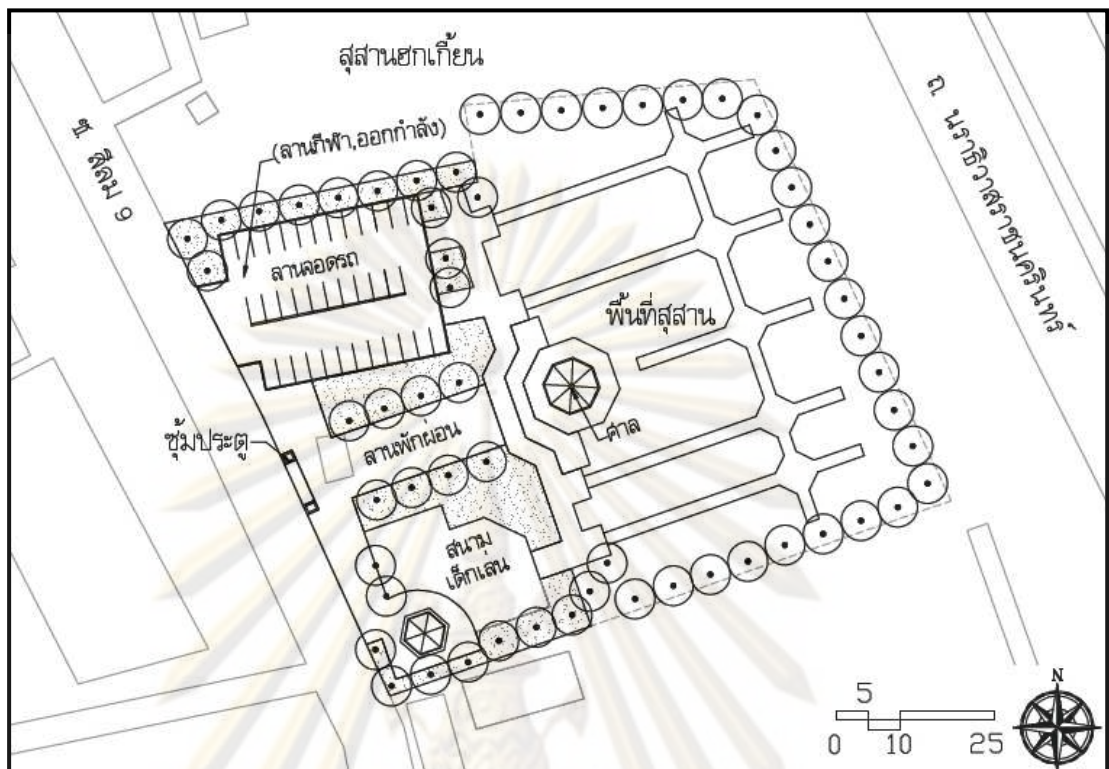 สุสานฮกเกี้ยน
ถ นราธิวาสราชนครินทร์
ซ สีลม 9
(ลานกีฬา,ออกกำลัง)
ลานจอดรถ
พื้นที่สุสาน
ศาล
ซุ้มประตู
ลานพักผ่อน
สนาม
เด็กเล่น
N
5
0 10 25